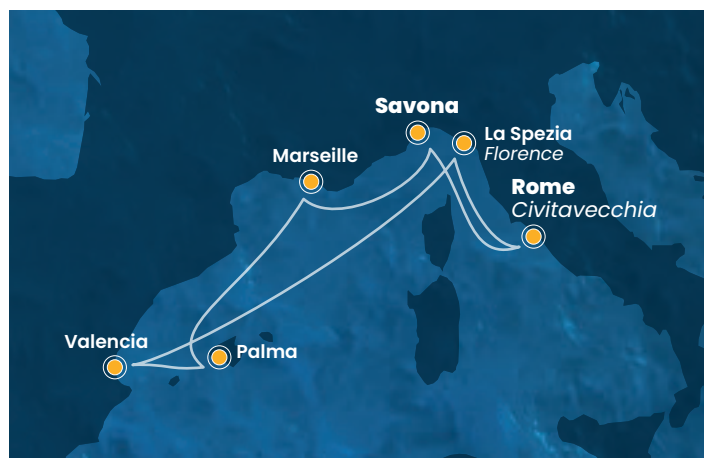 Savona
La Spezia
Florence
Marseille
Rome
Civitavecchia
Valencia
Palma